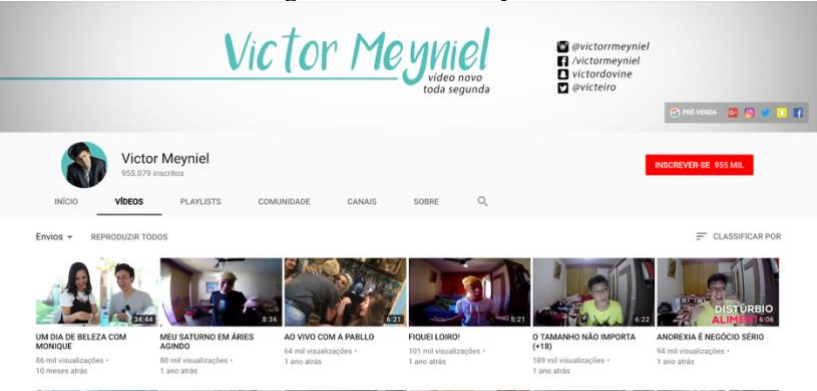 Victor Meyniel
vídeo novo
toda segunda
@victorrmeyniel
/victormeyniel
victordovine
@victeiro
PRÉ-VENDA
Victor Meyniel
955.079 inscritos
INSCREVER-SE 955 MIL
INÍCIO VÍDEOS PLAYLISTS COMUNIDADE CANAIS SOBRE
Envios REPRODUZIR TODOS CLASSIFICAR POR
34:44 8:36 6:21 5:21 6:22 DISTÚRBIO
ALIMENT 6:06
UM DIA DE BELEZA COM MONIQUE
86 mil visualizações •
10 meses atrás
MEU SATURNO EM ÁRIES AGINDO
80 mil visualizações •
1 ano atrás
AO VIVO COM A PABLLO
64 mil visualizações •
1 ano atrás
FIQUEI LOIRO!
101 mil visualizações •
1 ano atrás
O TAMANHO NÃO IMPORTA (+18)
189 mil visualizações •
1 ano atrás
ANOREXIA É NEGÓCIO SÉRIO
94 mil visualizações •
1 ano atrás